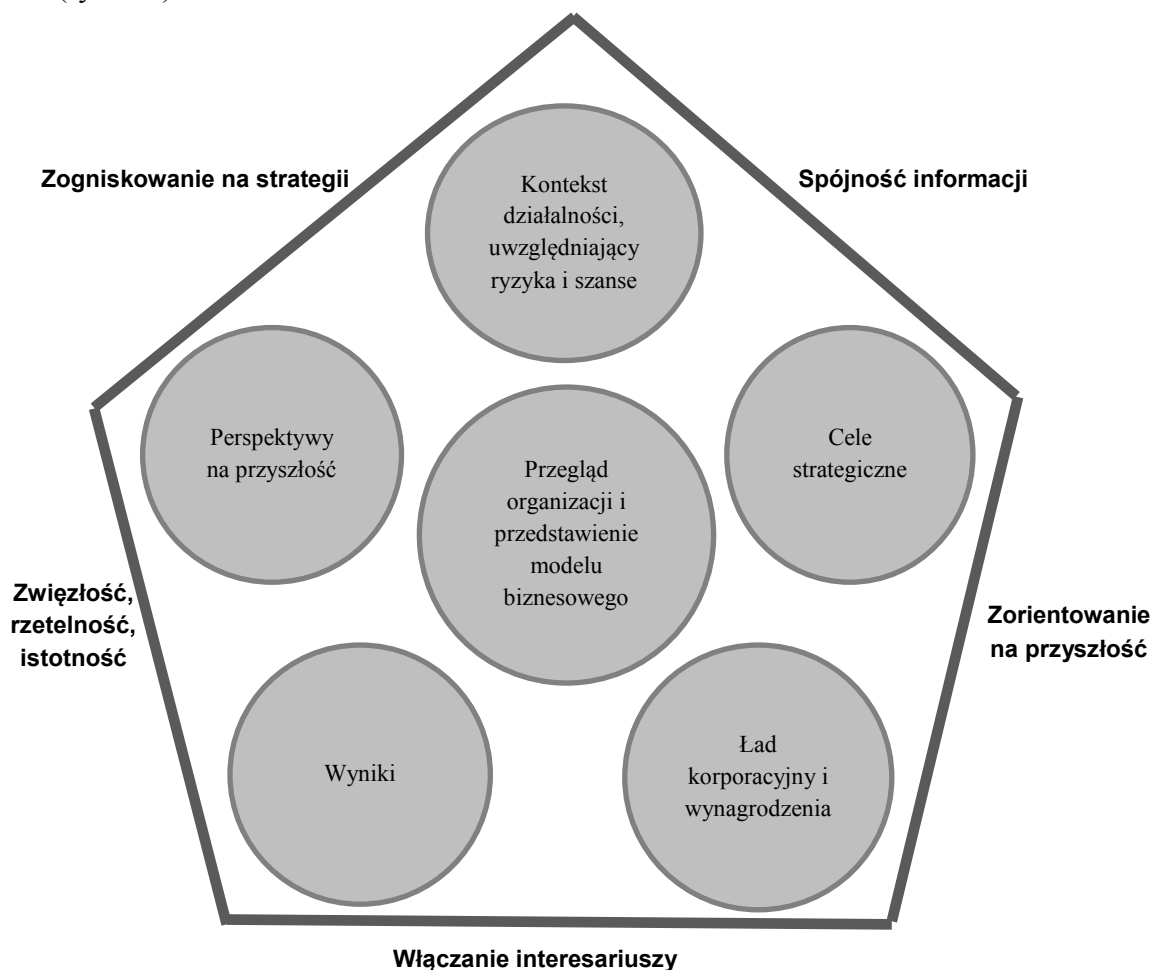 Zogniskowanie na strategii
Spójność informacji
Kontekst
działalności,
uwzględniający
ryzyka i szanse
Perspektywy
na przyszłość
Przegląd
organizacji i
przedstawienie
modelu
biznesowego
Cele
strategiczne
Zwięzłość,
rzetelność,
istotność
Zorientowanie
na przyszłość
Wyniki
Ład
korporacyjny i
wynagrodzenia
Włączanie interesariuszy